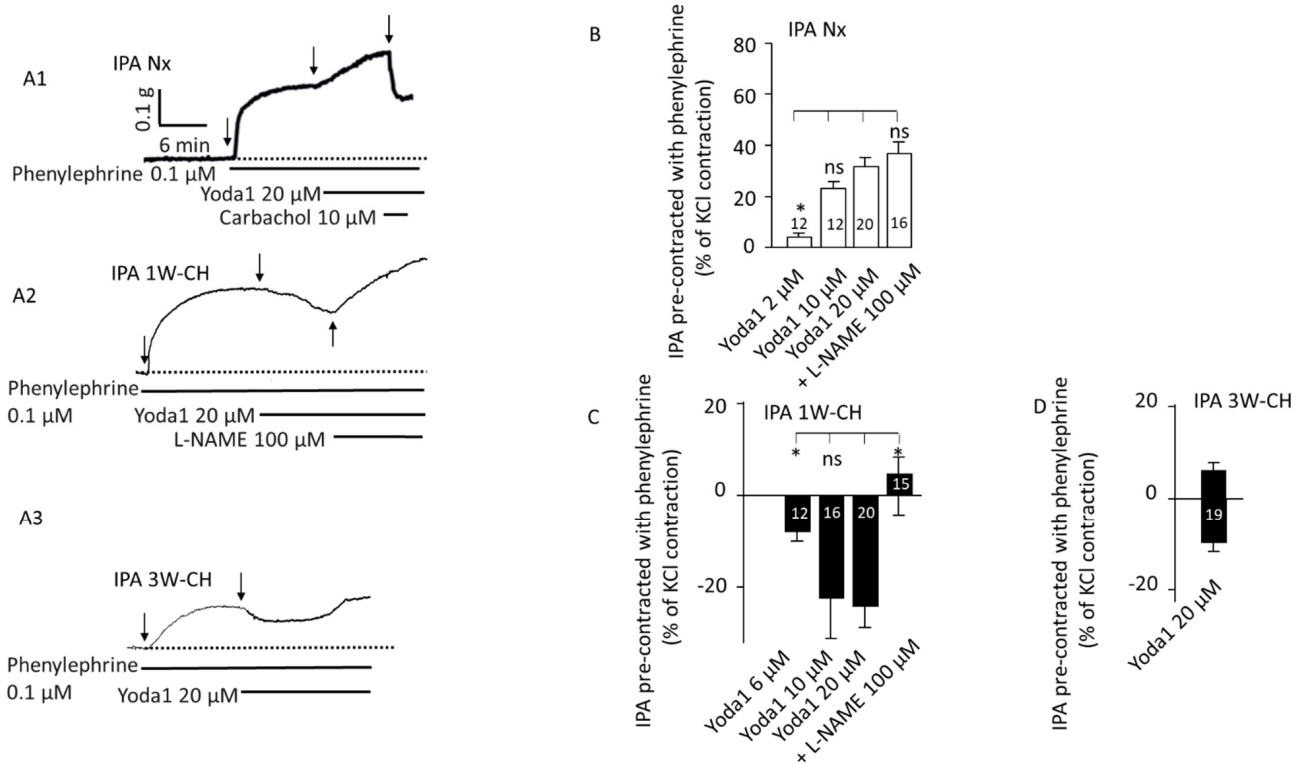 A1
IPA Nx
0.1 g
6 min
Phenylephrine 0.1 μM
Yoda1 20 μM
Carbachol 10 μM
A2
IPA 1W-CH
Phenylephrine
0.1 μM
Yoda1 20 μM
L-NAME 100 μM
A3
IPA 3W-CH
Phenylephrine
0.1 μM
Yoda1 20 μM
B
IPA Nx
IPA pre-contracted with phenylephrine
(% of KCl contraction)
80
60
40
20
0
*
ns
ns
12
12
20
16
Yoda1 2 μM
Yoda1 10 μM
Yoda1 20 μM
+ L-NAME 100 μM
C
IPA 1W-CH
IPA pre-contracted with phenylephrine
(% of KCl contraction)
20
0
-20
*
ns
*
12
16
20
15
Yoda1 6 μM
Yoda1 10 μM
Yoda1 20 μM
+ L-NAME 100 μM
D
IPA 3W-CH
IPA pre-contracted with phenylephrine
(% of KCl contraction)
20
0
-20
19
Yoda1 20 μM